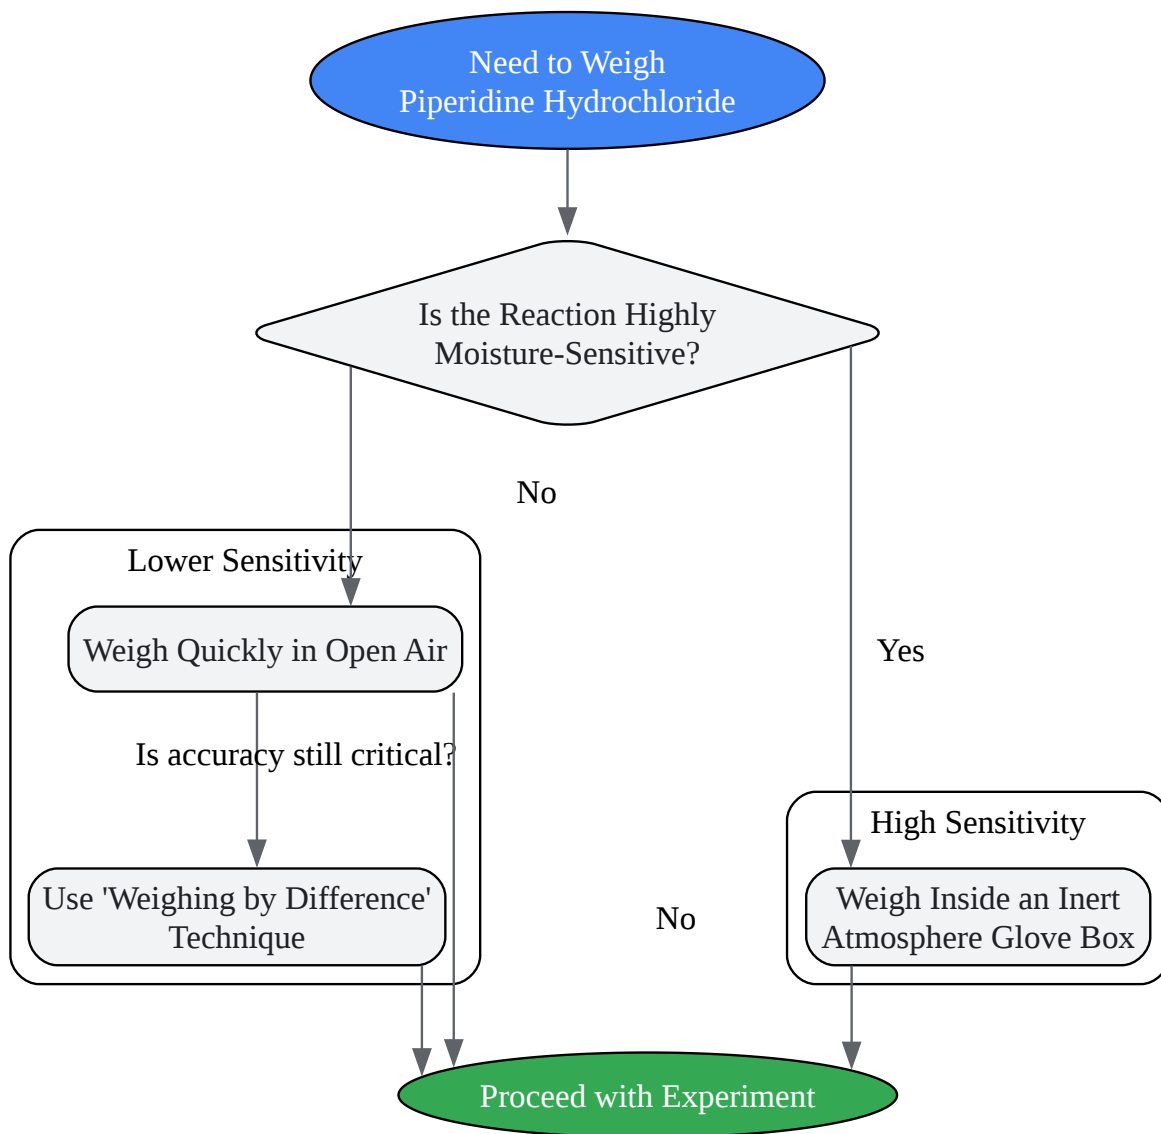 Need to Weigh
Piperidine Hydrochloride
Is the Reaction Highly
Moisture-Sensitive?
No
Lower Sensitivity
Weigh Quickly in Open Air
Yes
Is accuracy still critical?
High Sensitivity
Use 'Weighing by Difference'
Technique
No
Weigh Inside an Inert
Atmosphere Glove Box
Proceed with Experiment